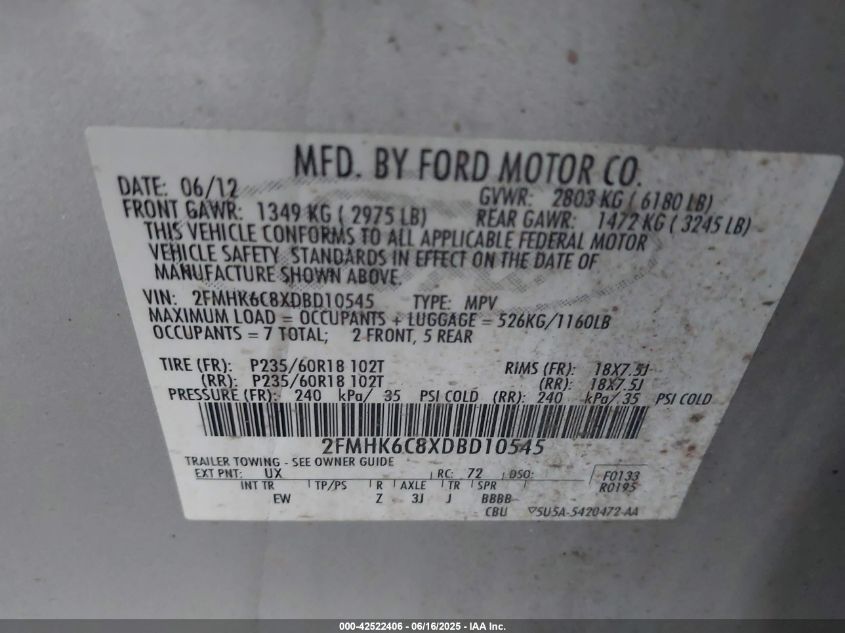 MFD. BY FORD MOTOR CO.
DATE: 06/12 GVWR: 2803 KG ( 6180 LB)
FRONT GAWR: 1349 KG ( 2975 LB) REAR GAWR: 1472 KG ( 3245 LB)
THIS VEHICLE CONFORMS TO ALL APPLICABLE FEDERAL MOTOR
VEHICLE SAFETY STANDARDS IN EFFECT ON THE DATE OF
MANUFACTURE SHOWN ABOVE.
VIN: 2FMHK6C8XDBD10545 TYPE: MPV
MAXIMUM LOAD = OCCUPANTS + LUGGAGE = 526KG/1160LB
OCCUPANTS = 7 TOTAL; 2 FRONT, 5 REAR
TIRE (FR): P235/60R18 102T RIMS (FR): 18X7.5J
(RR): P235/60R18 102T (RR): 18X7.5J
PRESSURE (FR): 240 kPa/ 35 PSI COLD (RR): 240 kPa/ 35 PSI COLD
2FMHK6C8XDBD10545
TRAILER TOWING - SEE OWNER GUIDE
EXT PNT: UX RC: 72 DSO: F0133
INT TR TP/PS R AXLE TR SPR R0195
EW Z 3J J BBBB
CBU 5U5A-5420472-AA
000-42522406 - 06/16/2025 - IAA Inc.